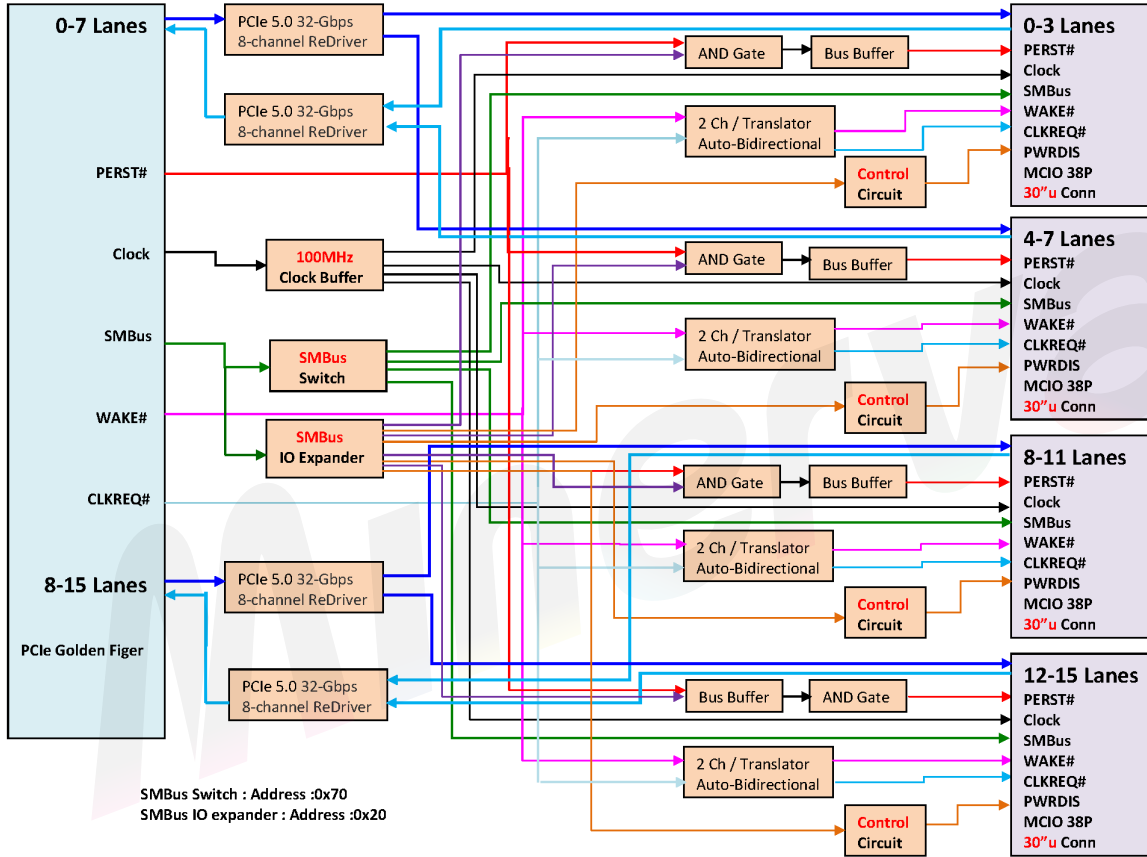 0-7 Lanes
PERST#
Clock
SMBus
WAKE#
CLKREQ#
8-15 Lanes
PCIe Golden Figer
PCIe 5.0 32-Gbps
8-channel ReDriver
PCIe 5.0 32-Gbps
8-channel ReDriver
100MHz
Clock Buffer
SMBus
Switch
SMBus
IO Expander
PCIe 5.0 32-Gbps
8-channel ReDriver
PCIe 5.0 32-Gbps
8-channel ReDriver
AND Gate
Bus Buffer
2 Ch / Translator
Auto-Bidirectional
Control
Circuit
AND Gate
Bus Buffer
2 Ch / Translator
Auto-Bidirectional
Control
Circuit
AND Gate
Bus Buffer
2 Ch / Translator
Auto-Bidirectional
Control
Circuit
Bus Buffer
AND Gate
2 Ch / Translator
Auto-Bidirectional
Control
Circuit
0-3 Lanes
PERST#
Clock
SMBus
WAKE#
CLKREQ#
PWRDIS
MCIO 38P
30”u Conn
4-7 Lanes
PERST#
Clock
SMBus
WAKE#
CLKREQ#
PWRDIS
MCIO 38P
30”u Conn
8-11 Lanes
PERST#
Clock
SMBus
WAKE#
CLKREQ#
PWRDIS
MCIO 38P
30”u Conn
12-15 Lanes
PERST#
Clock
SMBus
WAKE#
CLKREQ#
PWRDIS
MCIO 38P
30”u Conn
SMBus Switch : Address :0x70
SMBus IO expander : Address :0x20
Minerva